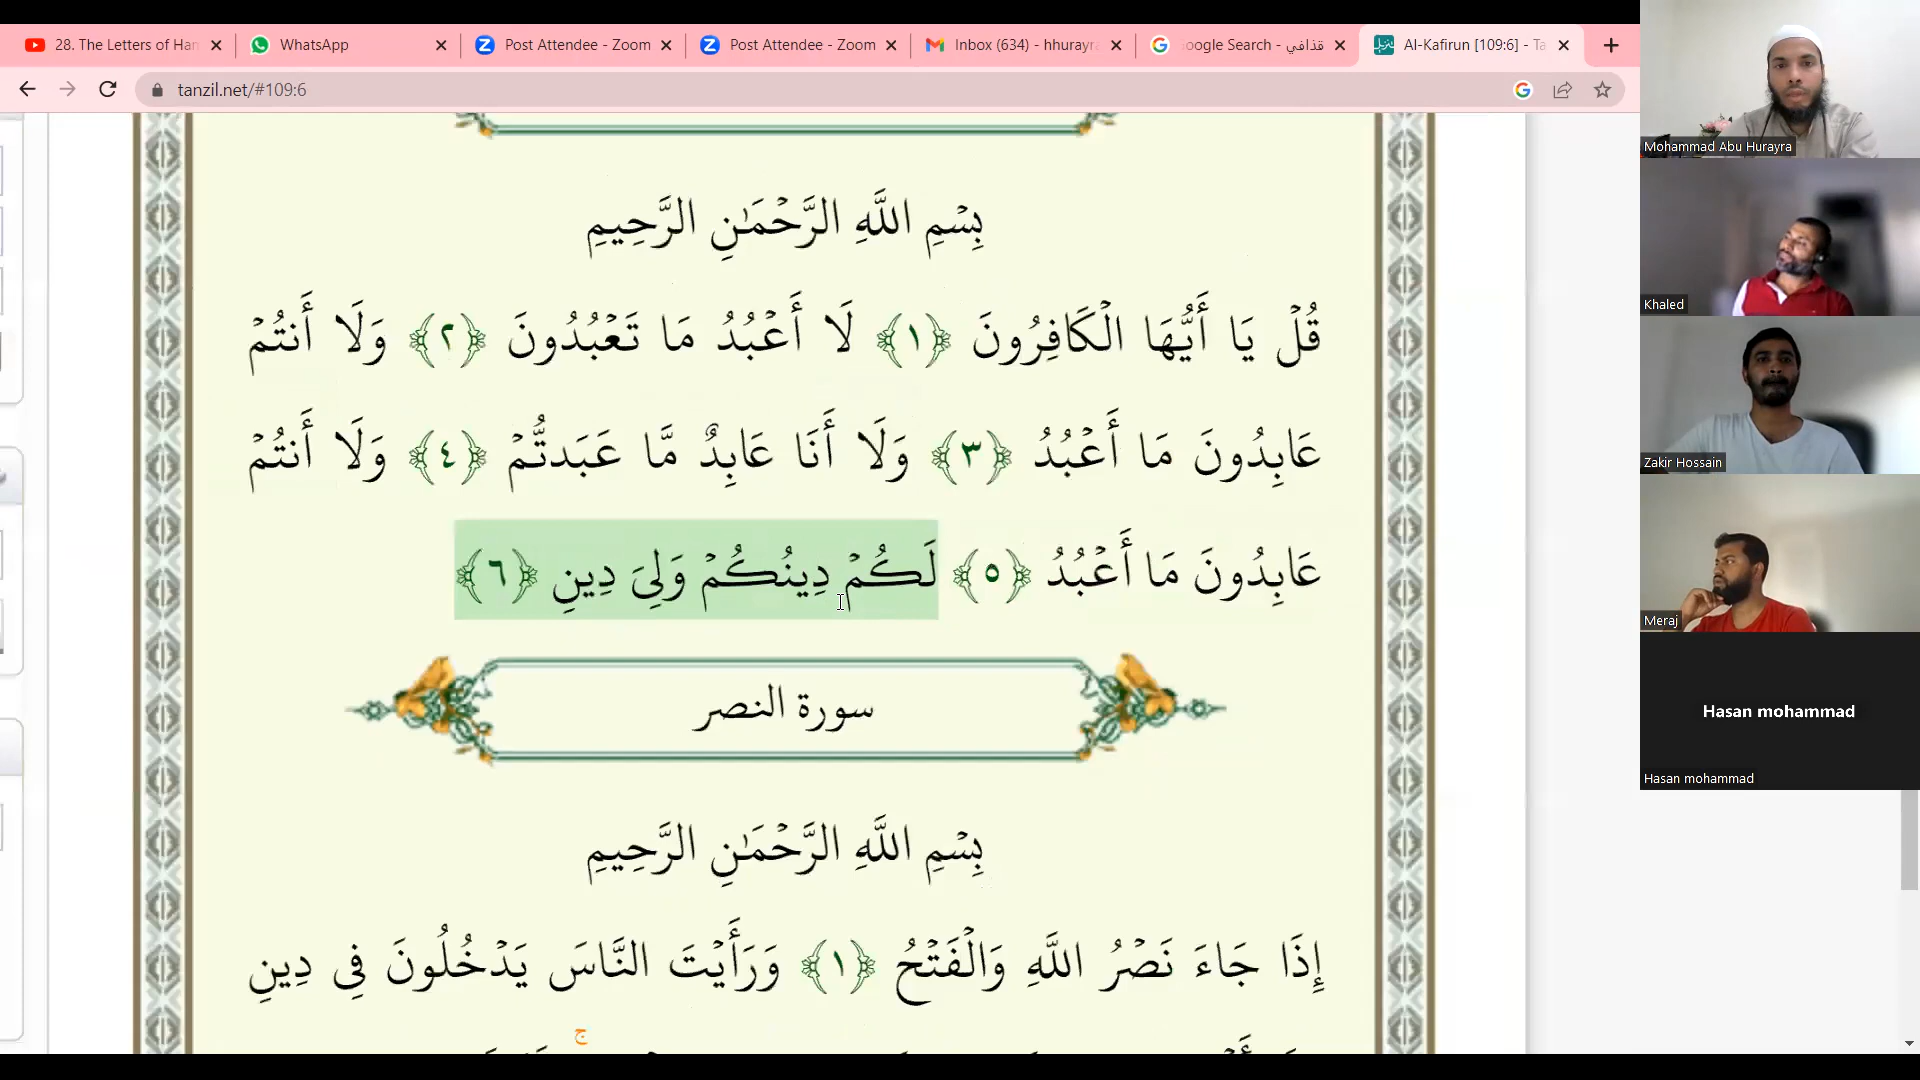 28. The Letters of Ham
WhatsApp
Post Attendee - Zoom
Post Attendee - Zoom
Inbox (634) - hhurayra
oogle Search - قذافي
Al-Kafirun [109:6] - Ta
tanzil.net/#109:6
بِسْمِ اللَّهِ الرَّحْمَٰنِ الرَّحِيمِ
قُلْ يَا أَيُّهَا الْكَافِرُونَ ﴿١﴾ لَا أَعْبُدُ مَا تَعْبُدُونَ ﴿٢﴾ وَلَا أَنتُمْ
عَابِدُونَ مَا أَعْبُدُ ﴿٣﴾ وَلَا أَنَا عَابِدٌ مَّا عَبَدتُّمْ ﴿٤﴾ وَلَا أَنتُمْ
عَابِدُونَ مَا أَعْبُدُ ﴿٥﴾ لَكُمْ دِينُكُمْ وَلِيَ دِينِ ﴿٦﴾
سورة النصر
بِسْمِ اللَّهِ الرَّحْمَٰنِ الرَّحِيمِ
إِذَا جَاءَ نَصْرُ اللَّهِ وَالْفَتْحُ ﴿١﴾ وَرَأَيْتَ النَّاسَ يَدْخُلُونَ فِي دِينِ
Mohammad Abu Hurayra
Khaled
Zakir Hossain
Meraj
Hasan mohammad
Hasan mohammad